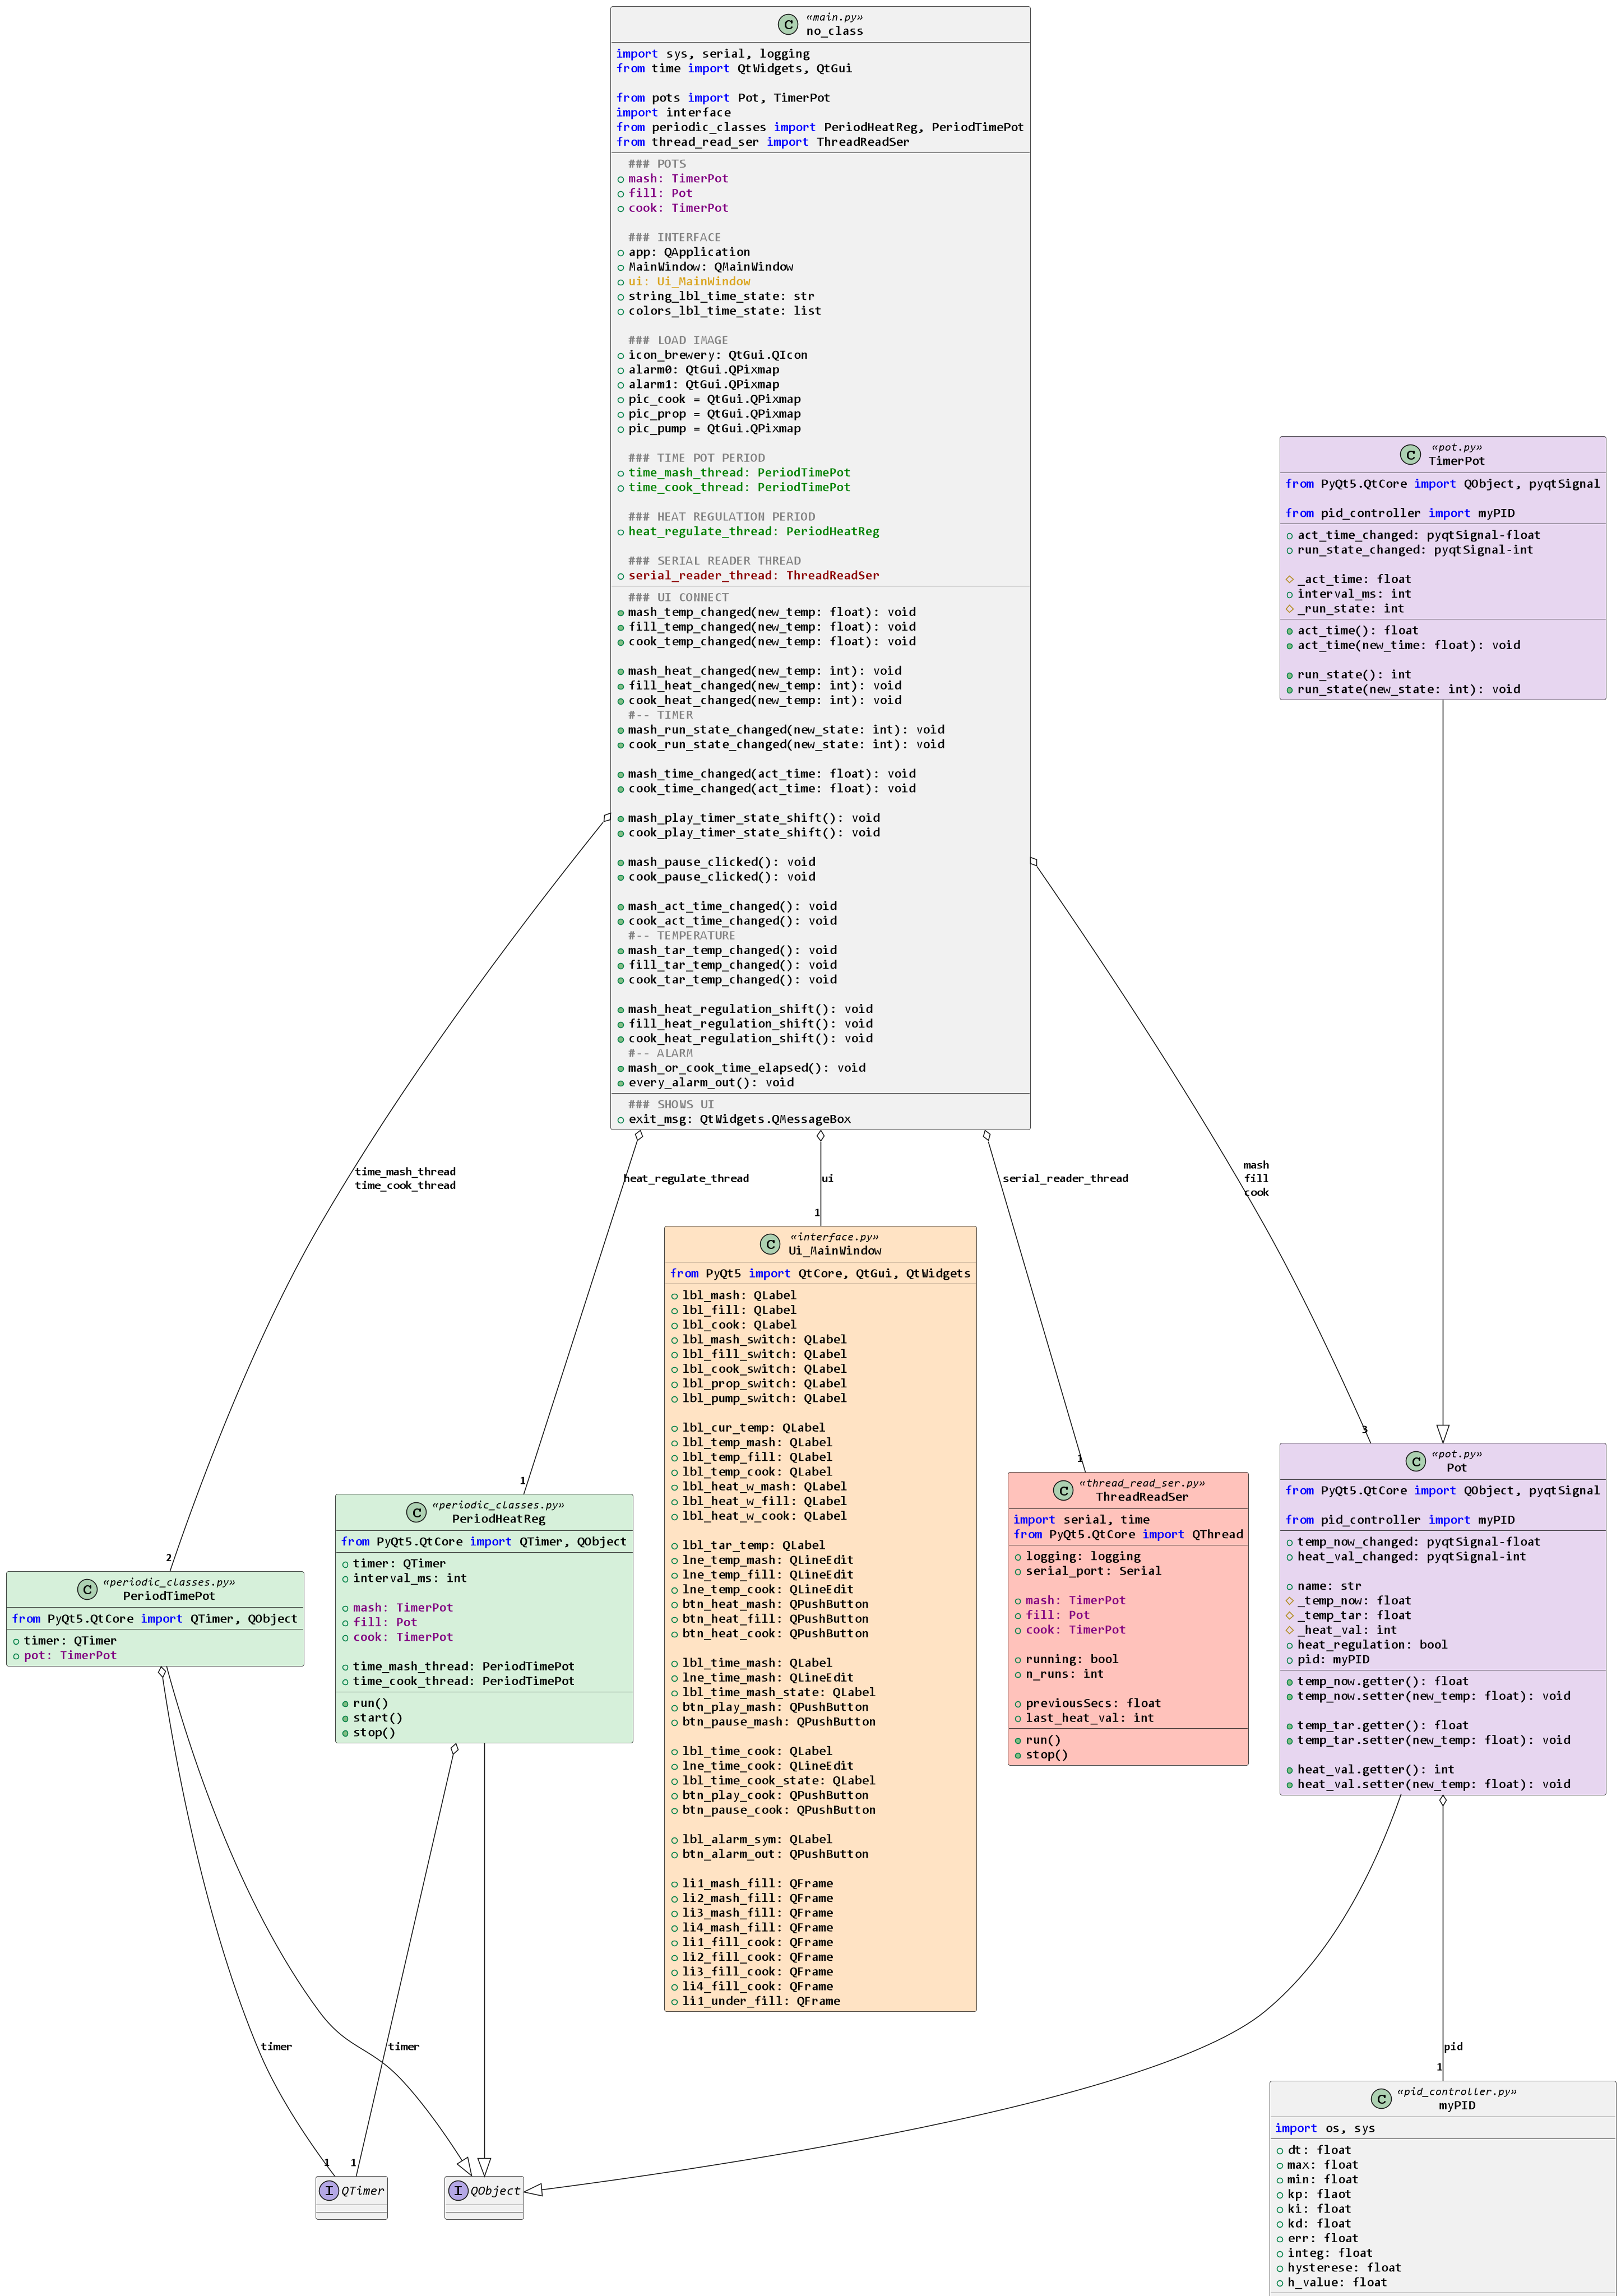 «main.py»
no_class
import sys, serial, logging
from time import QtWidgets, QtGui
from pots import Pot, TimerPot
import interface
from periodic_classes import PeriodHeatReg, PeriodTimePot
from thread_read_ser import ThreadReadSer
### POTS
mash: TimerPot
fill: Pot
cook: TimerPot
### INTERFACE
app: QApplication
MainWindow: QMainWindow
ui: Ui_MainWindow
string_lbl_time_state: str
colors_lbl_time_state: list
### LOAD IMAGE
icon_brewery: QtGui.QIcon
alarm0: QtGui.QPixmap
alarm1: QtGui.QPixmap
pic_cook = QtGui.QPixmap
pic_prop = QtGui.QPixmap
pic_pump = QtGui.QPixmap
### TIME POT PERIOD
time_mash_thread: PeriodTimePot
time_cook_thread: PeriodTimePot
### HEAT REGULATION PERIOD
heat_regulate_thread: PeriodHeatReg
### SERIAL READER THREAD
serial_reader_thread: ThreadReadSer
### UI CONNECT
mash_temp_changed(new_temp: float): void
fill_temp_changed(new_temp: float): void
cook_temp_changed(new_temp: float): void
mash_heat_changed(new_temp: int): void
fill_heat_changed(new_temp: int): void
cook_heat_changed(new_temp: int): void
#-- TIMER
mash_run_state_changed(new_state: int): void
cook_run_state_changed(new_state: int): void
mash_time_changed(act_time: float): void
cook_time_changed(act_time: float): void
mash_play_timer_state_shift(): void
cook_play_timer_state_shift(): void
mash_pause_clicked(): void
cook_pause_clicked(): void
mash_act_time_changed(): void
cook_act_time_changed(): void
#-- TEMPERATURE
mash_tar_temp_changed(): void
fill_tar_temp_changed(): void
cook_tar_temp_changed(): void
mash_heat_regulation_shift(): void
fill_heat_regulation_shift(): void
cook_heat_regulation_shift(): void
#-- ALARM
mash_or_cook_time_elapsed(): void
every_alarm_out(): void
### SHOWS UI
exit_msg: QtWidgets.QMessageBox
C
«pot.py»
TimerPot
from PyQt5.QtCore import QObject, pyqtSignal
from pid_controller import myPID
act_time_changed: pyqtSignal-float
run_state_changed: pyqtSignal-int
_act_time: float
interval_ms: int
_run_state: int
act_time(): float
act_time(new_time: float): void
run_state(): int
run_state(new_state: int): void
C
time_mash_thread
time_cook_thread
2
heat_regulate_thread
1
ui
1
serial_reader_thread
1
mash
fill
cook
3
«periodic_classes.py»
PeriodTimePot
from PyQt5.QtCore import QTimer, QObject
timer: QTimer
pot: TimerPot
C
«periodic_classes.py»
PeriodHeatReg
from PyQt5.QtCore import QTimer, QObject
timer: QTimer
interval_ms: int
mash: TimerPot
fill: Pot
cook: TimerPot
time_mash_thread: PeriodTimePot
time_cook_thread: PeriodTimePot
run()
start()
stop()
C
«interface.py»
Ui_MainWindow
from PyQt5 import QtCore, QtGui, QtWidgets
lbl_mash: QLabel
lbl_fill: QLabel
lbl_cook: QLabel
lbl_mash_switch: QLabel
lbl_fill_switch: QLabel
lbl_cook_switch: QLabel
lbl_prop_switch: QLabel
lbl_pump_switch: QLabel
lbl_cur_temp: QLabel
lbl_temp_mash: QLabel
lbl_temp_fill: QLabel
lbl_temp_cook: QLabel
lbl_heat_w_mash: QLabel
lbl_heat_w_fill: QLabel
lbl_heat_w_cook: QLabel
lbl_tar_temp: QLabel
lne_temp_mash: QLineEdit
lne_temp_fill: QLineEdit
lne_temp_cook: QLineEdit
btn_heat_mash: QPushButton
btn_heat_fill: QPushButton
btn_heat_cook: QPushButton
lbl_time_mash: QLabel
lne_time_mash: QLineEdit
lbl_time_mash_state: QLabel
btn_play_mash: QPushButton
btn_pause_mash: QPushButton
lbl_time_cook: QLabel
lne_time_cook: QLineEdit
lbl_time_cook_state: QLabel
btn_play_cook: QPushButton
btn_pause_cook: QPushButton
lbl_alarm_sym: QLabel
btn_alarm_out: QPushButton
li1_mash_fill: QFrame
li2_mash_fill: QFrame
li3_mash_fill: QFrame
li4_mash_fill: QFrame
li1_fill_cook: QFrame
li2_fill_cook: QFrame
li3_fill_cook: QFrame
li4_fill_cook: QFrame
li1_under_fill: QFrame
C
«thread_read_ser.py»
ThreadReadSer
import serial, time
from PyQt5.QtCore import QThread
logging: logging
serial_port: Serial
mash: TimerPot
fill: Pot
cook: TimerPot
running: bool
n_runs: int
previousSecs: float
last_heat_val: int
run()
stop()
C
«pot.py»
Pot
from PyQt5.QtCore import QObject, pyqtSignal
from pid_controller import myPID
temp_now_changed: pyqtSignal-float
heat_val_changed: pyqtSignal-int
name: str
_temp_now: float
_temp_tar: float
_heat_val: int
heat_regulation: bool
pid: myPID
temp_now.getter(): float
temp_now.setter(new_temp: float): void
temp_tar.getter(): float
temp_tar.setter(new_temp: float): void
heat_val.getter(): int
heat_val.setter(new_temp: float): void
C
timer
1
timer
1
pid
1
I QTimer
I QObject
C
«pid_controller.py»
myPID
import os, sys
dt: float
max: float
min: float
kp: flaot
ki: float
kd: float
err: float
integ: float
hysterese: float
h_value: float